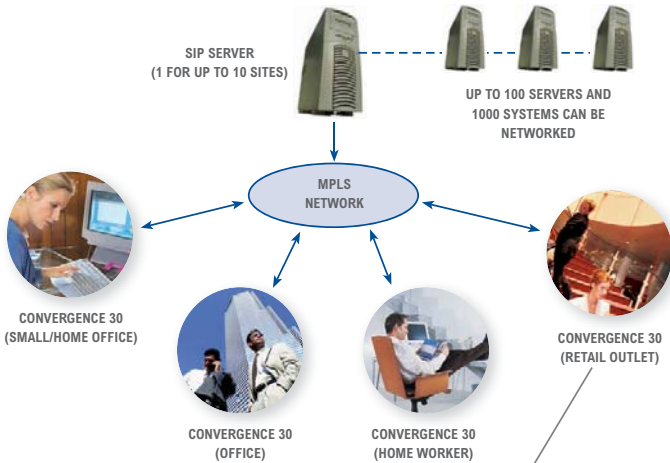 SIP SERVER
(1 FOR UP TO 10 SITES)
UP TO 100 SERVERS AND
1000 SYSTEMS CAN BE
NETWORKED
MPLS
NETWORK
CONVERGENCE 30
(SMALL/HOME OFFICE)
CONVERGENCE 30
(OFFICE)
CONVERGENCE 30
(HOME WORKER)
CONVERGENCE 30
(RETAIL OUTLET)